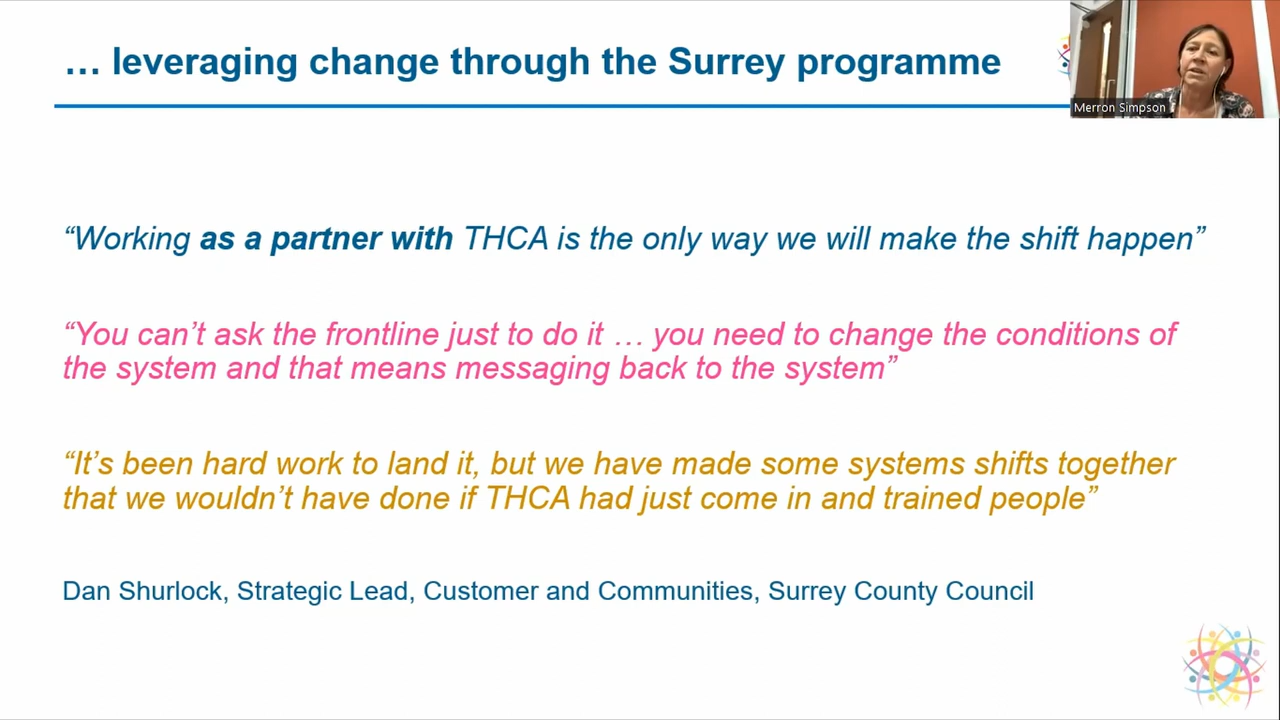 … leveraging change through the Surrey programme
Merron Simpson
“Working as a partner with THCA is the only way we will make the shift happen”
“You can’t ask the frontline just to do it … you need to change the conditions of
the system and that means messaging back to the system”
“It’s been hard work to land it, but we have made some systems shifts together
that we wouldn’t have done if THCA had just come in and trained people”
Dan Shurlock, Strategic Lead, Customer and Communities, Surrey County Council